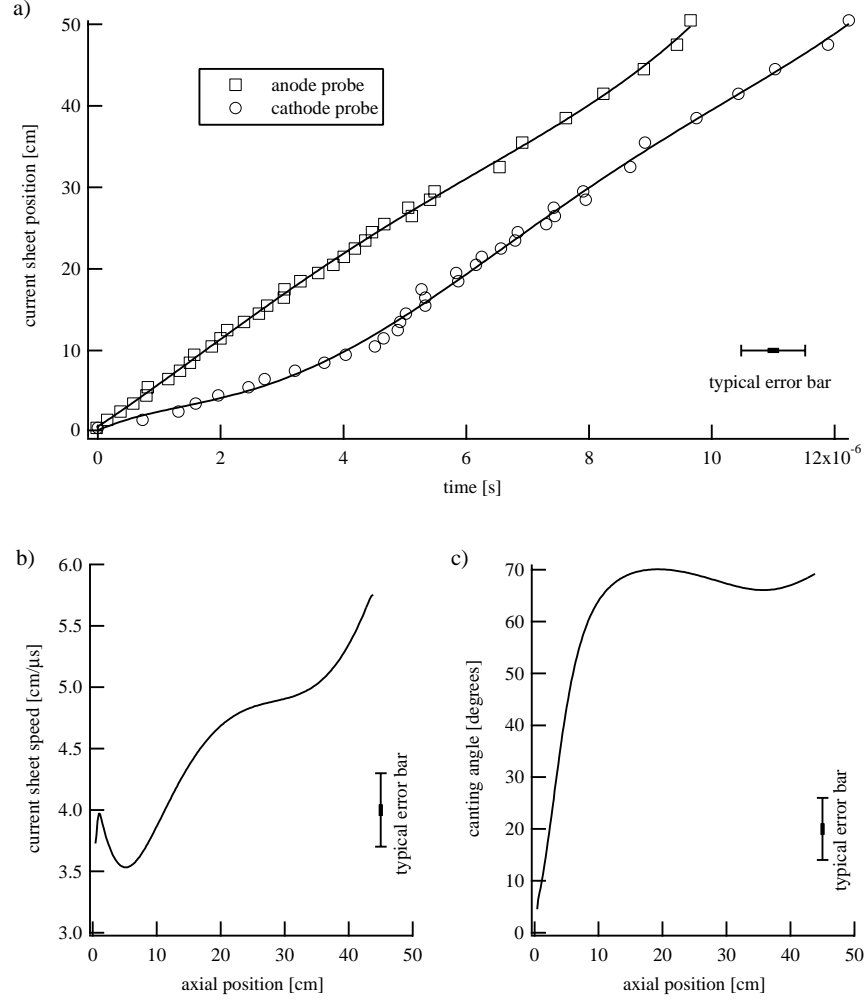 a)
50
40
30
20
10
0
current sheet position [cm]
anode probe
cathode probe
typical error bar
0 2 4 6 8 10 12x10-6
time [s]
b)
6.0
5.5
5.0
4.5
4.0
3.5
3.0
current sheet speed [cm/µs]
typical error bar
0 10 20 30 40 50
axial position [cm]
c)
70
60
50
40
30
20
10
0
canting angle [degrees]
typical error bar
0 10 20 30 40 50
axial position [cm]